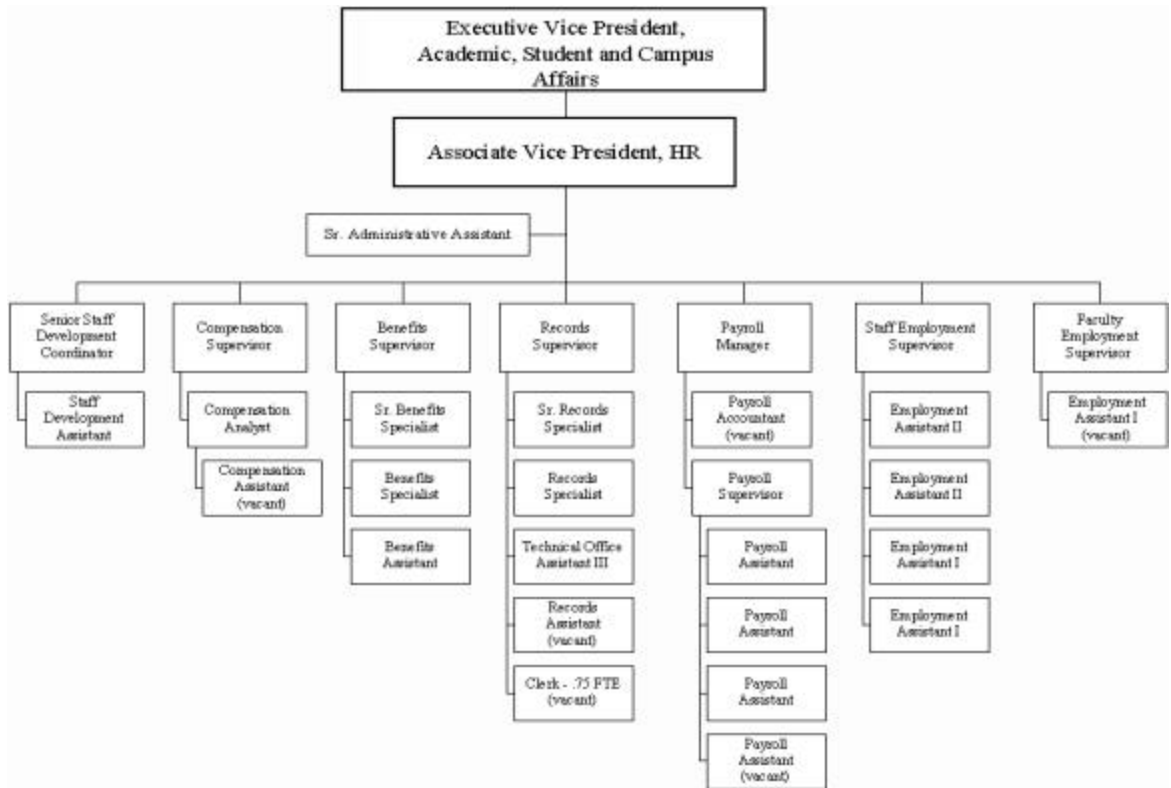 Executive Vice President,
Academic, Student and Campus
Affairs
Associate Vice President, HR
Sr. Administrative Assistant
Senior Staff
Development
Coordinator
Staff
Development
Assistant
Compensation
Supervisor
Compensation
Analyst
Compensation
Assistant
(vacant)
Benefits
Supervisor
Sr. Benefits
Specialist
Benefits
Specialist
Benefits
Assistant
Records
Supervisor
Sr. Records
Specialist
Records
Specialist
Technical Office
Assistant III
Records
Assistant
(vacant)
Clerk - .75 FTE
(vacant)
Payroll
Manager
Payroll
Accountant
(vacant)
Payroll
Supervisor
Payroll
Assistant
Payroll
Assistant
Payroll
Assistant
Payroll
Assistant
(vacant)
Staff Employment
Supervisor
Employment
Assistant II
Employment
Assistant II
Employment
Assistant I
Employment
Assistant I
Faculty
Employment
Supervisor
Employment
Assistant I
(vacant)